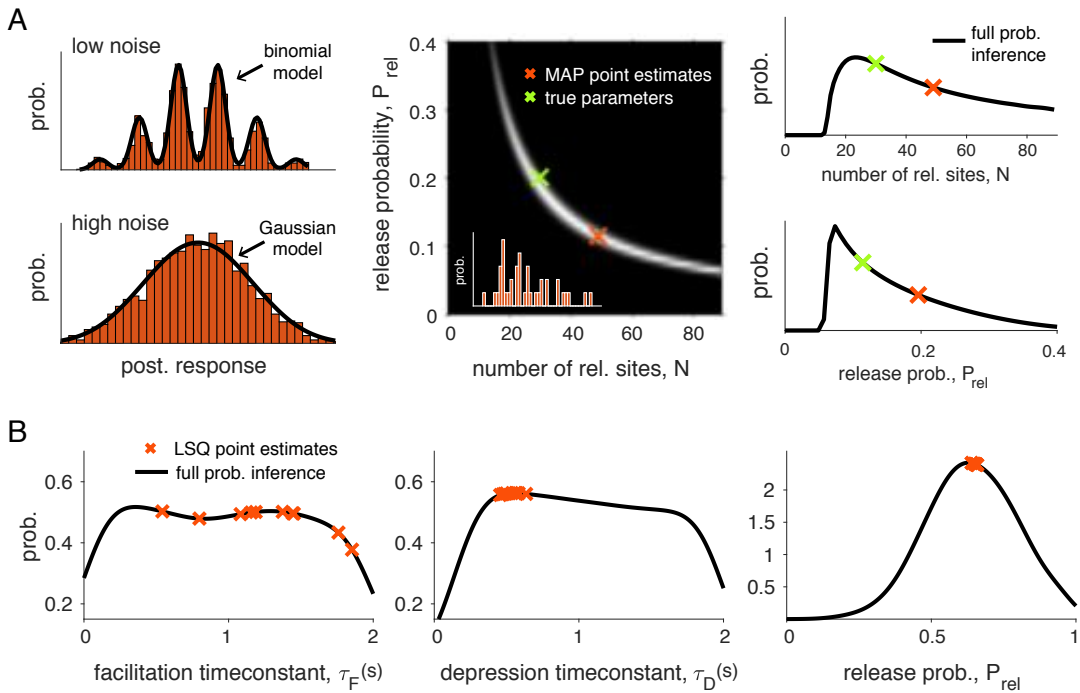 A
low noise
binomial
model
prob.
high noise
Gaussian
model
prob.
post. response
release probability, P_rel
0.4
0.3
0.2
0.1
0
MAP point estimates
true parameters
prob.
0 20 40 60 80
number of rel. sites, N
full prob.
inference
prob.
0 20 40 60 80
number of rel. sites, N
prob.
0 0.2 0.4
release prob., P_rel
B
LSQ point estimates
full prob. inference
prob.
0.6
0.4
0.2
0 1 2
facilitation timeconstant, τ_F(s)
0.6
0.4
0.2
0 1 2
depression timeconstant, τ_D(s)
2
1.5
1
0.5
0
0 0.5 1
release prob., P_rel